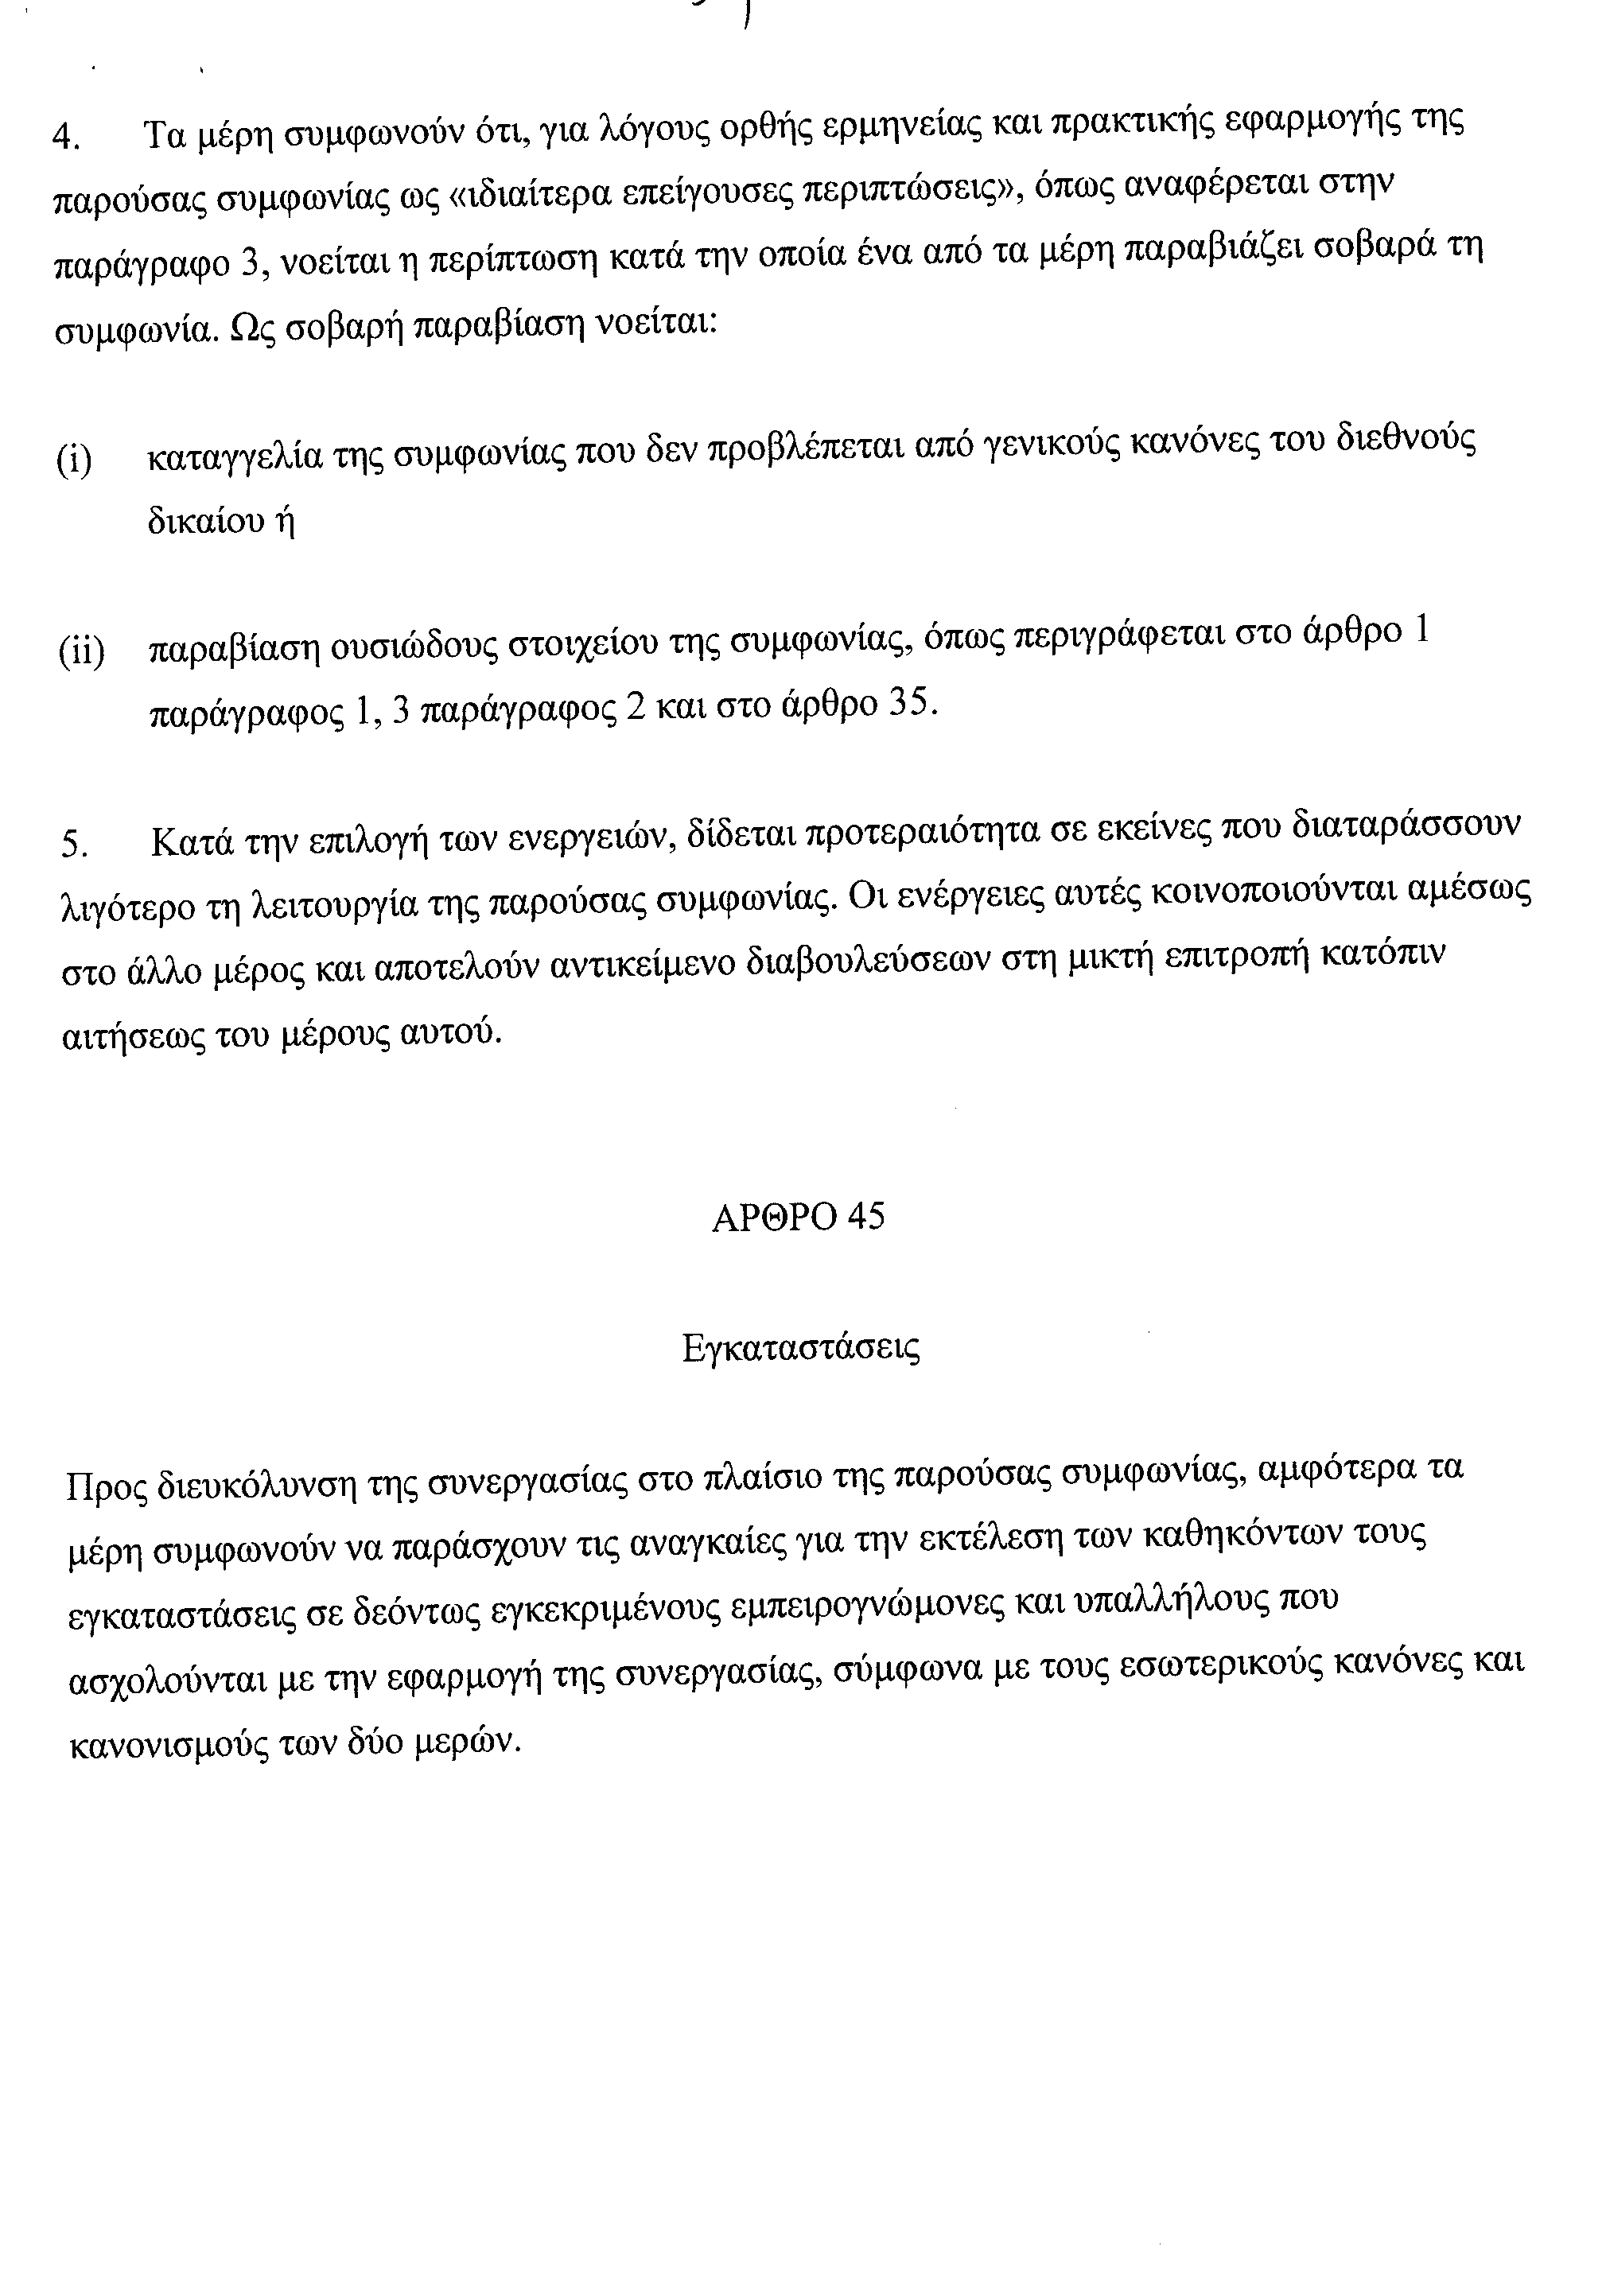 4. Τα μέρη συμφωνούν ότι, για λόγους ορθής ερμηνείας και πρακτικής εφαρμογής της
παρούσας συμφωνίας ως «ιδιαίτερα επείγουσες περιπτώσεις», όπως αναφέρεται στην
παράγραφο 3, νοείται η περίπτωση κατά την οποία ένα από τα μέρη παραβιάζει σοβαρά τη
συμφωνία. Ως σοβαρή παραβίαση νοείται:
(i) καταγγελία της συμφωνίας που δεν προβλέπεται από γενικούς κανόνες του διεθνούς
δικαίου ή
(ii) παραβίαση ουσιώδους στοιχείου της συμφωνίας, όπως περιγράφεται στο άρθρο 1
παράγραφος 1, 3 παράγραφος 2 και στο άρθρο 35.
5. Κατά την επιλογή των ενεργειών, δίδεται προτεραιότητα σε εκείνες που διαταράσσουν
λιγότερο τη λειτουργία της παρούσας συμφωνίας. Οι ενέργειες αυτές κοινοποιούνται αμέσως
στο άλλο μέρος και αποτελούν αντικείμενο διαβουλεύσεων στη μικτή επιτροπή κατόπιν
αιτήσεως του μέρους αυτού.
ΑΡΘΡΟ 45
Εγκαταστάσεις
Προς διευκόλυνση της συνεργασίας στο πλαίσιο της παρούσας συμφωνίας, αμφότερα τα
μέρη συμφωνούν να παράσχουν τις αναγκαίες για την εκτέλεση των καθηκόντων τους
εγκαταστάσεις σε δεόντως εγκεκριμένους εμπειρογνώμονες και υπαλλήλους που
ασχολούνται με την εφαρμογή της συνεργασίας, σύμφωνα με τους εσωτερικούς κανόνες και
κανονισμούς των δύο μερών.